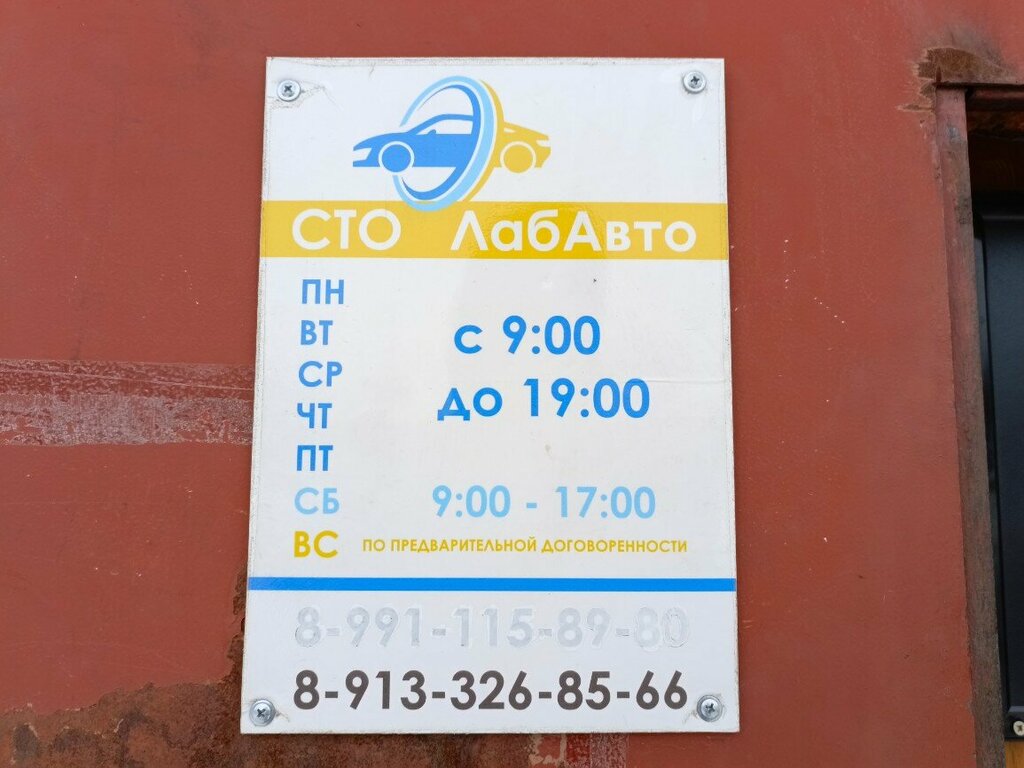 СТО ЛабАвто
ПН
ВТ
с 9:00
СР
до 19:00
ЧТ
ПТ
СБ 9:00 - 17:00
ВС ПО ПРЕДВАРИТЕЛЬНОЙ ДОГОВОРЕННОСТИ
8-991-115-89-80
8-913-326-85-66